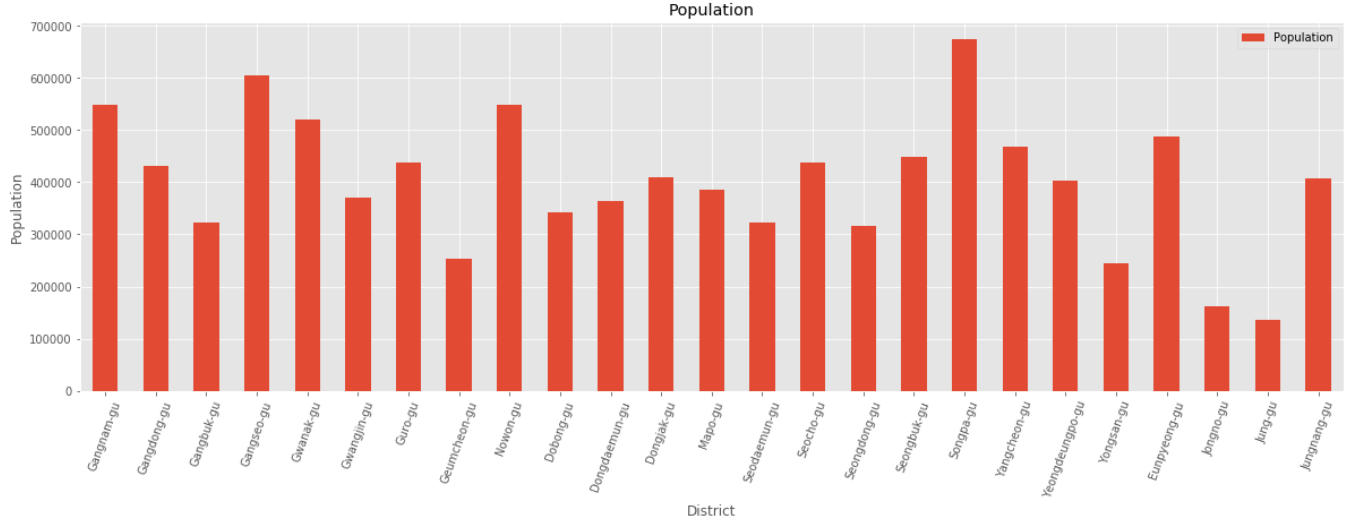 Population
Population
700000
600000
500000
400000
300000
200000
100000
0
Population
Gangnam-gu
Gangdong-gu
Gangbuk-gu
Gangseo-gu
Gwanak-gu
Gwangjin-gu
Guro-gu
Geumcheon-gu
Nowon-gu
Dobong-gu
Dongdaemun-gu
Dongjak-gu
Mapo-gu
Seodaemun-gu
Seocho-gu
Seongdong-gu
Seongbuk-gu
Songpa-gu
Yangcheon-gu
Yeongdeungpo-gu
Yongsan-gu
Eunpyeong-gu
Jongno-gu
Jung-gu
Jungnang-gu
District